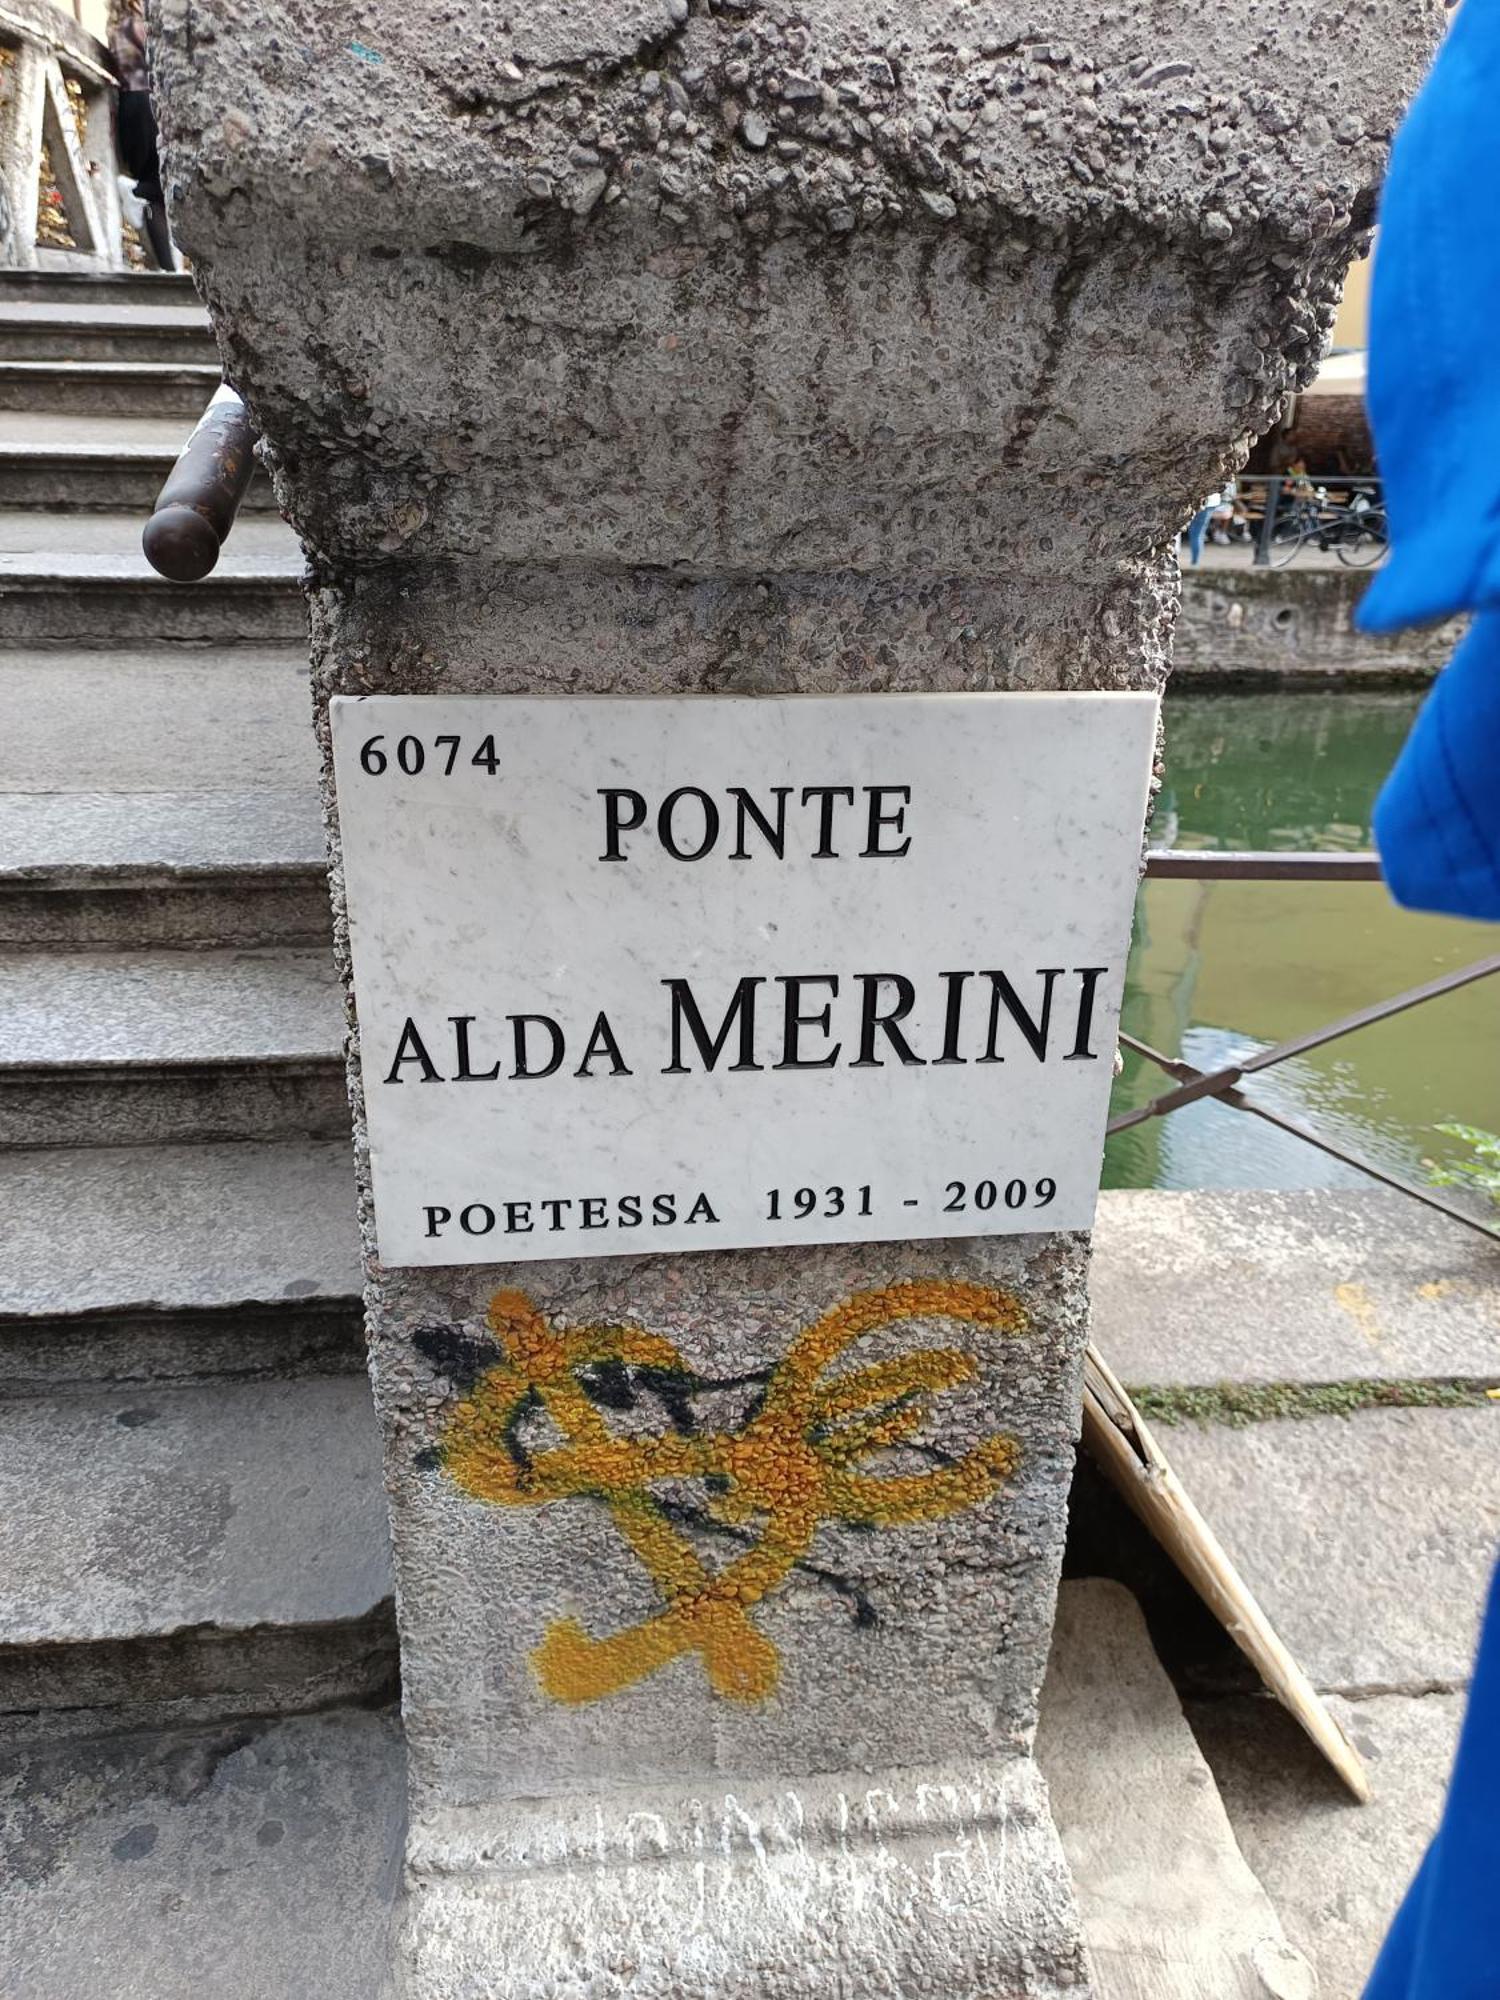 6074
PONTE
ALDA MERINI
POETESSA 1931 - 2009